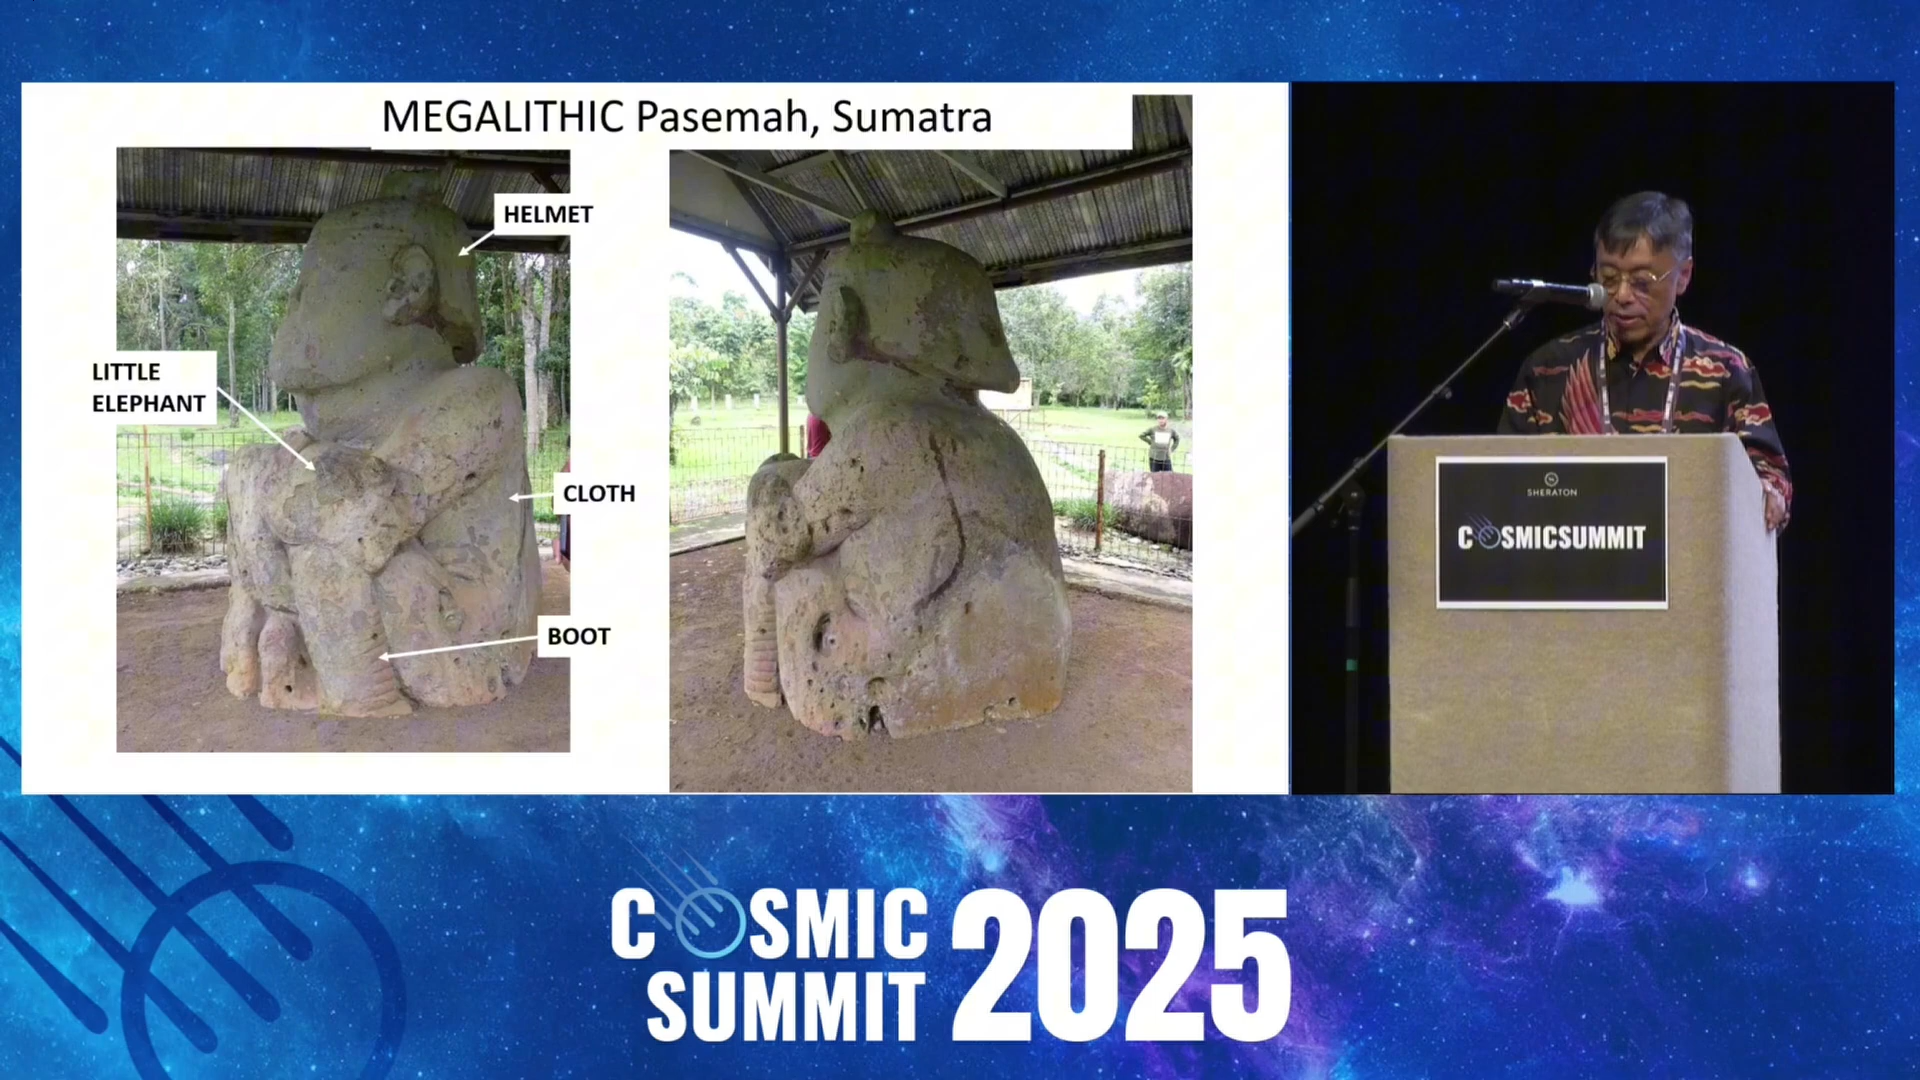 MEGALITHIC Pasemah, Sumatra
HELMET
LITTLE
ELEPHANT
CLOTH
BOOT
SHERATON
COSMICSUMMIT
COSMIC
SUMMIT
2025